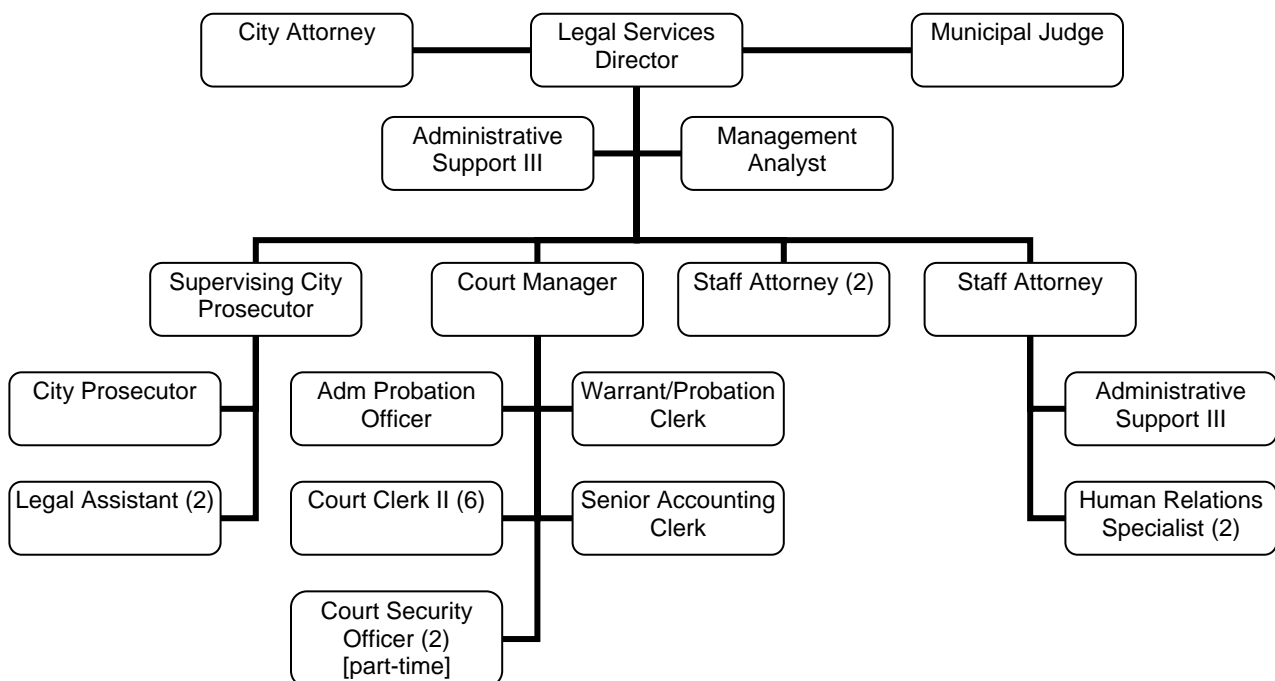 City Attorney
Legal Services
Director
Municipal Judge
Administrative
Support III
Management
Analyst
Supervising City
Prosecutor
Court Manager
Staff Attorney (2)
Staff Attorney
City Prosecutor
Adm Probation
Officer
Warrant/Probation
Clerk
Administrative
Support III
Legal Assistant (2)
Court Clerk II (6)
Senior Accounting
Clerk
Human Relations
Specialist (2)
Court Security
Officer (2)
[part-time]